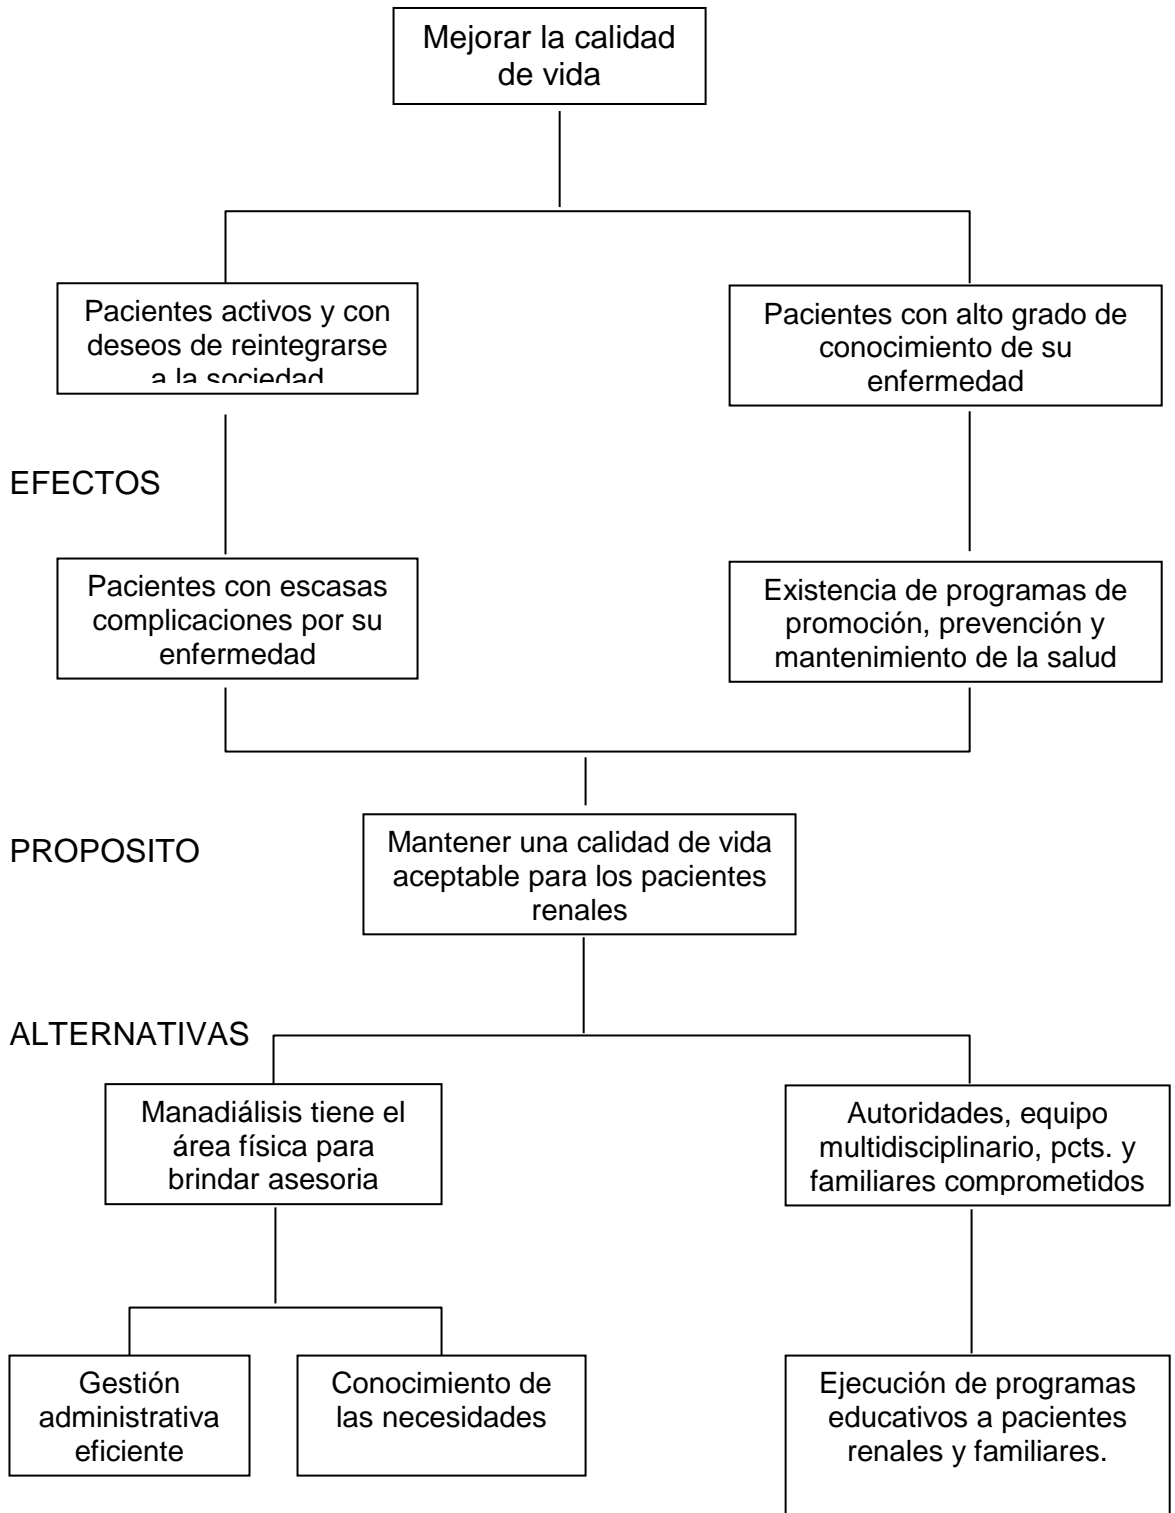 Mejorar la calidad
de vida
Pacientes activos y con
deseos de reintegrarse
a la sociedad
Pacientes con alto grado de
conocimiento de su
enfermedad
EFECTOS
Pacientes con escasas
complicaciones por su
enfermedad
Existencia de programas de
promoción, prevención y
mantenimiento de la salud
PROPOSITO
Mantener una calidad de vida
aceptable para los pacientes
renales
ALTERNATIVAS
Manadiálisis tiene el
área física para
brindar asesoria
Autoridades, equipo
multidisciplinario, pcts. y
familiares comprometidos
Gestión
administrativa
eficiente
Conocimiento de
las necesidades
Ejecución de programas
educativos a pacientes
renales y familiares.